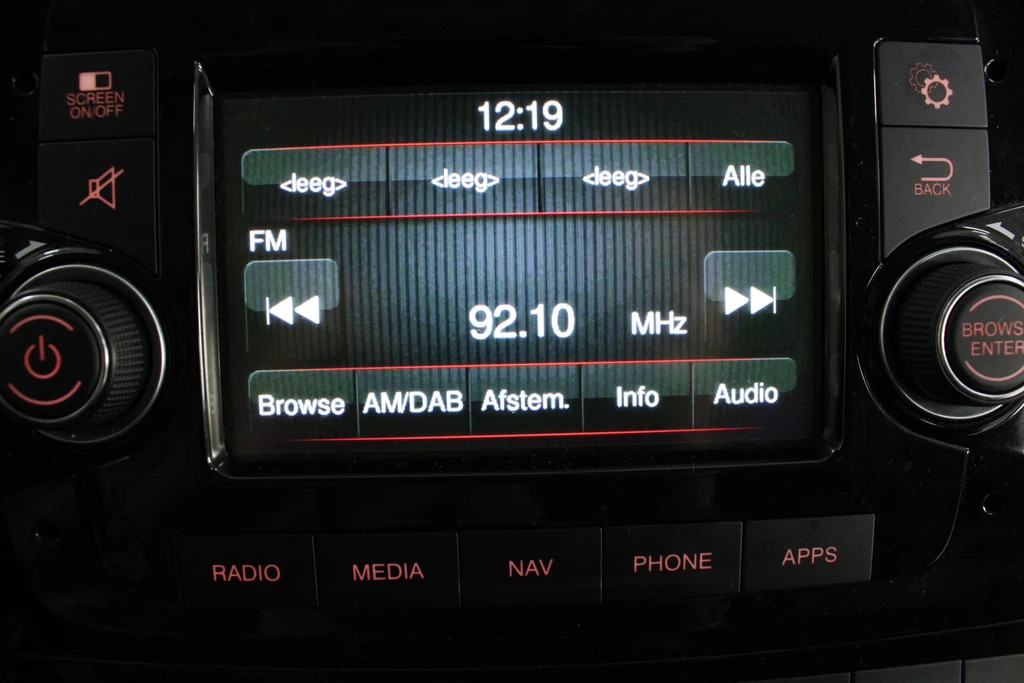 SCREEN
ON/OFF
12:19
<leeg> <leeg> <leeg> Alle
BACK
FM
92.10 MHz
BROWS
ENTER
Browse AM/DAB Afstem. Info Audio
RADIO MEDIA NAV PHONE APPS